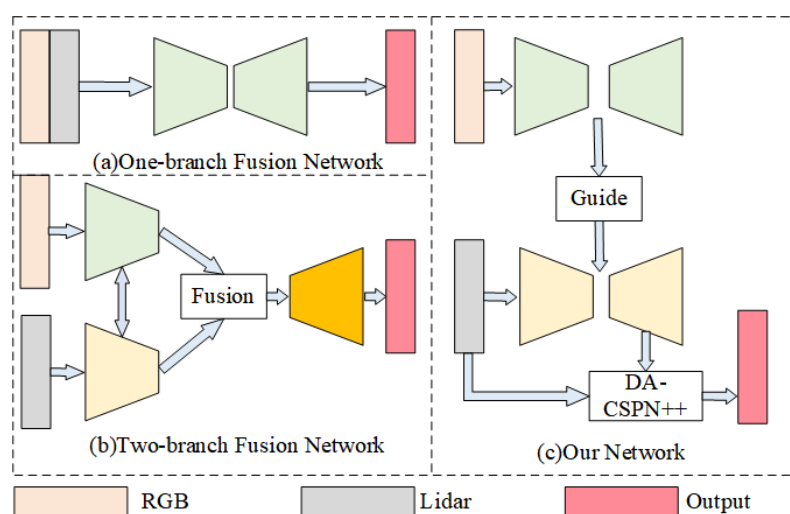 (a)One-branch Fusion Network
Fusion
(b)Two-branch Fusion Network
Guide
DA-
CSPN++
(c)Our Network
RGB
Lidar
Output